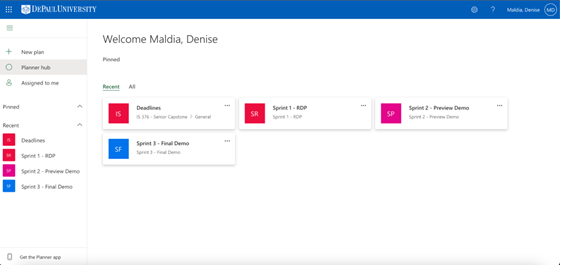 DEPAUL UNIVERSITY
?
Maldia, Denise
MD
New plan
Planner hub
Assigned to me
Pinned
Recent
IS Deadlines
SR Sprint 1 - RDP
SP Sprint 2 - Preview Demo
SF Sprint 3 - Final Demo
Get the Planner app
Welcome Maldia, Denise
Pinned
Recent All
IS Deadlines
IS 376 - Senior Capstone | General
SR Sprint 1 - RDP
Sprint 1 - RDP
SP Sprint 2 - Preview Demo
Sprint 2 - Preview Demo
SF Sprint 3 - Final Demo
Sprint 3 - Final Demo